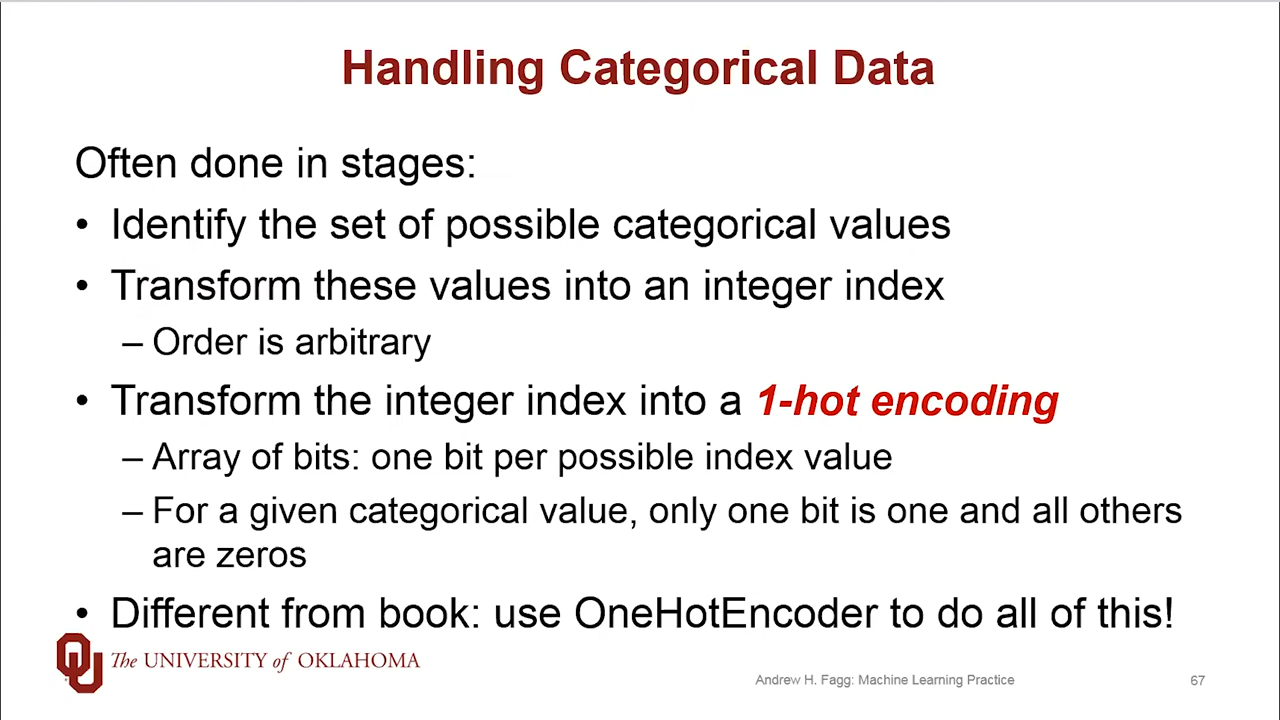 Handling Categorical Data
Often done in stages:
• Identify the set of possible categorical values
• Transform these values into an integer index
– Order is arbitrary
• Transform the integer index into a 1-hot encoding
– Array of bits: one bit per possible index value
– For a given categorical value, only one bit is one and all others
are zeros
• Different from book: use OneHotEncoder to do all of this!
The UNIVERSITY of OKLAHOMA
Andrew H. Fagg: Machine Learning Practice
67